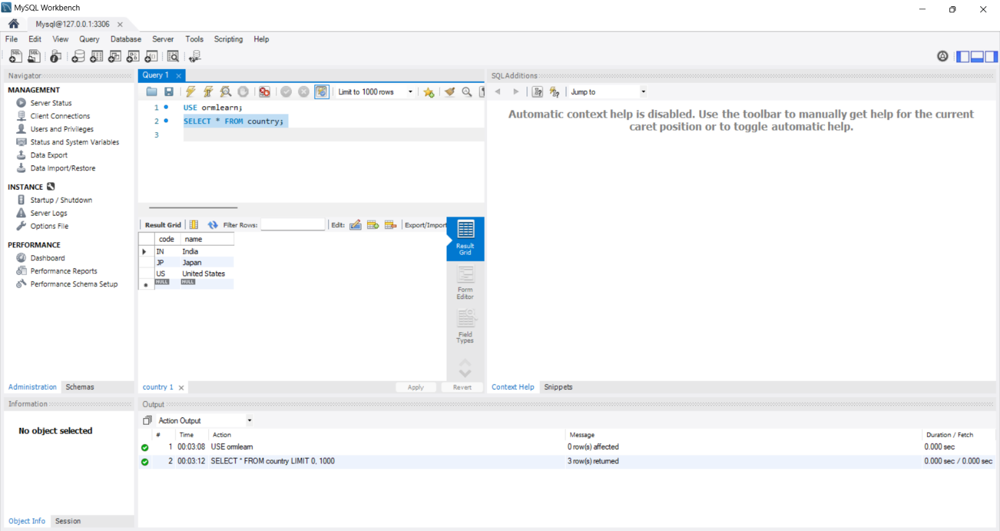 MySQL Workbench
Mysql@127.0.0.1:3306
File Edit View Query Database Server Tools Scripting Help
Navigator
MANAGEMENT
Server Status
Client Connections
Users and Privileges
Status and System Variables
Data Export
Data Import/Restore
INSTANCE
Startup / Shutdown
Server Logs
Options File
PERFORMANCE
Dashboard
Performance Reports
Performance Schema Setup
Administration Schemas
Query 1
Limit to 1000 rows
1 USE ormlearn;
2 SELECT * FROM country;
3
Result Grid Filter Rows: Edit: Export/Import
code name
IN India
JP Japan
US United States
NULL NULL
Result
Grid
Form
Editor
Field
Types
country 1 Apply Revert
SQLAdditions
Jump to
Automatic context help is disabled. Use the toolbar to manually get help for the current
caret position or to toggle automatic help.
Context Help Snippets
Information
No object selected
Object Info Session
Output
Action Output
# Time Action Message Duration / Fetch
1 00:03:08 USE ormlearn 0 row(s) affected 0.000 sec
2 00:03:12 SELECT * FROM country LIMIT 0, 1000 3 row(s) returned 0.000 sec / 0.000 sec